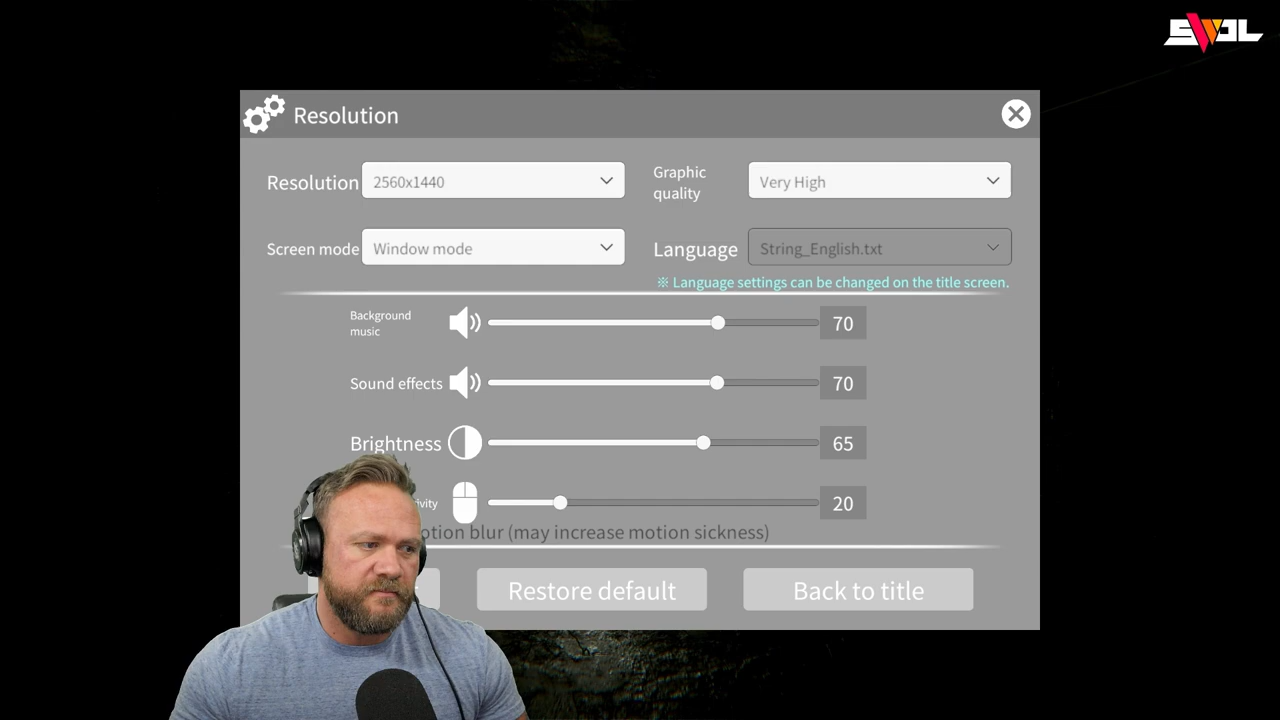 SWOL
Resolution
Resolution
2560x1440
Graphic
quality
Very High
Screen mode
Window mode
Language
String_English.txt
※ Language settings can be changed on the title screen.
Background
music
70
Sound effects
70
Brightness
65
ivity
20
otion blur (may increase motion sickness)
Restore default
Back to title